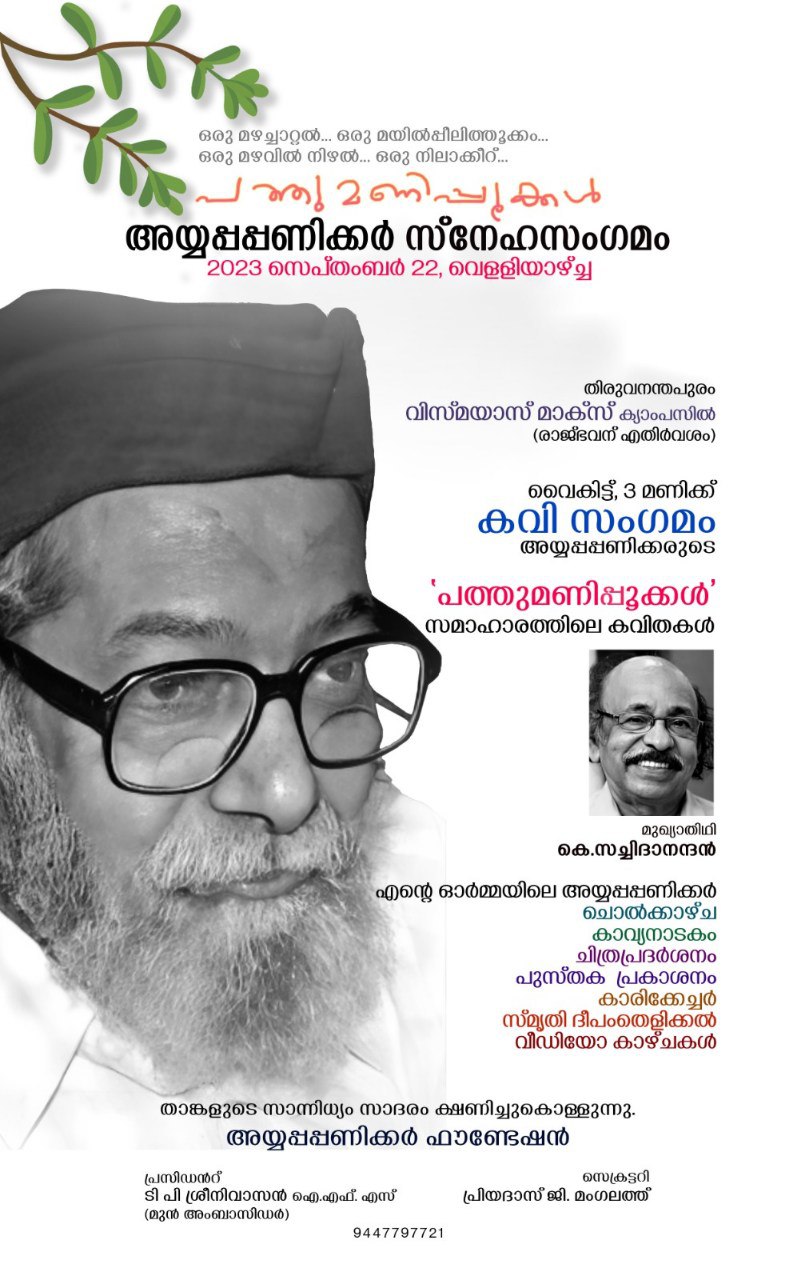 ഒരു മഴച്ചാറ്റൽ... ഒരു മയിൽപ്പീലിത്തൂക്കം...
ഒരു മഴവിൽ നിഴൽ... ഒരു നിലാക്കീറ്...
പത്തുമണിപ്പൂക്കൾ
അയ്യപ്പപ്പണിക്കർ സ്നേഹസംഗമം
2023 സെപ്തംബർ 22, വെളളിയാഴ്ച്ച
തിരുവനന്തപുരം
വിസ്മയാസ് മാക്സ് ക്യാംപസിൽ
(രാജ്ഭവന് എതിർവശം)
വൈകിട്ട്, 3 മണിക്ക്
കവി സംഗമം
അയ്യപ്പപ്പണിക്കരുടെ
'പത്തുമണിപ്പൂക്കൾ'
സമാഹാരത്തിലെ കവിതകൾ
മുഖ്യാതിഥി
കെ.സച്ചിദാനന്ദൻ
എന്റെ ഓർമ്മയിലെ അയ്യപ്പപ്പണിക്കർ
ചൊൽക്കാഴ്ച
കാവ്യനാടകം
ചിത്രപ്രദർശനം
പുസ്തക പ്രകാശനം
കാരിക്കേച്ചർ
സ്മൃതി ദീപംതെളിക്കൽ
വീഡിയോ കാഴ്ചകൾ
താങ്കളുടെ സാന്നിധ്യം സാദരം ക്ഷണിച്ചുകൊള്ളുന്നു.
അയ്യപ്പപ്പണിക്കർ ഫൗണ്ടേഷൻ
പ്രസിഡൻറ്
ടി പി ശ്രീനിവാസൻ ഐ.എഫ്. എസ്
(മുൻ അംബാസിഡർ)
സെക്രട്ടറി
പ്രിയദാസ് ജി. മംഗലത്ത്
9447797721